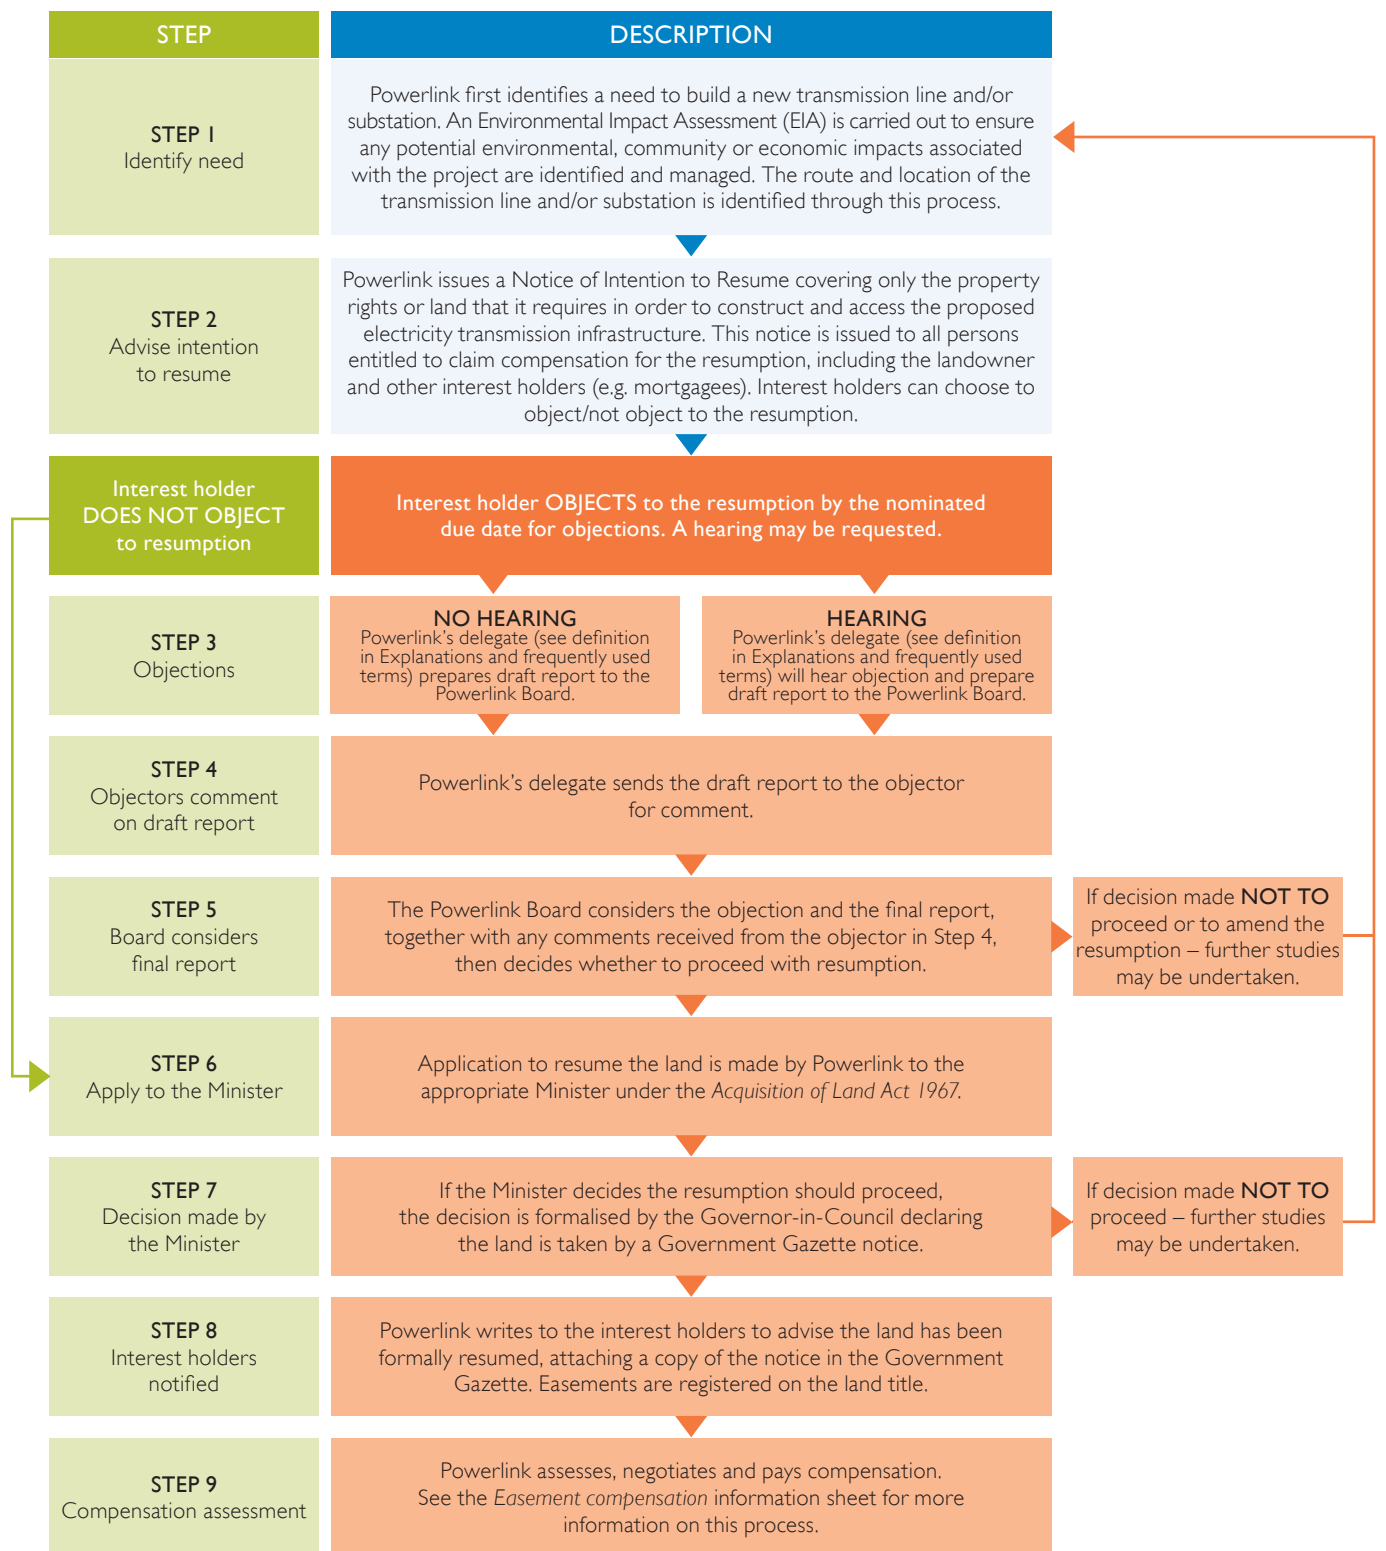 STEP
DESCRIPTION
STEP 1
Identify need
Powerlink first identifies a need to build a new transmission line and/or
substation. An Environmental Impact Assessment (EIA) is carried out to ensure
any potential environmental, community or economic impacts associated
with the project are identified and managed. The route and location of the
transmission line and/or substation is identified through this process.
STEP 2
Advise intention
to resume
Powerlink issues a Notice of Intention to Resume covering only the property
rights or land that it requires in order to construct and access the proposed
electricity transmission infrastructure. This notice is issued to all persons
entitled to claim compensation for the resumption, including the landowner
and other interest holders (e.g. mortgagees). Interest holders can choose to
object/not object to the resumption.
Interest holder
DOES NOT OBJECT
to resumption
Interest holder OBJECTS to the resumption by the nominated
due date for objections. A hearing may be requested.
STEP 3
Objections
NO HEARING
Powerlink's delegate (see definition
in Explanations and frequently used
terms) prepares draft report to the
Powerlink Board.
HEARING
Powerlink's delegate (see definition
in Explanations and frequently used
terms) will hear objection and prepare
draft report to the Powerlink Board.
STEP 4
Objectors comment
on draft report
Powerlink's delegate sends the draft report to the objector
for comment.
STEP 5
Board considers
final report
The Powerlink Board considers the objection and the final report,
together with any comments received from the objector in Step 4,
then decides whether to proceed with resumption.
If decision made NOT TO
proceed or to amend the
resumption – further studies
may be undertaken.
STEP 6
Apply to the Minister
Application to resume the land is made by Powerlink to the
appropriate Minister under the Acquisition of Land Act 1967.
STEP 7
Decision made by
the Minister
If the Minister decides the resumption should proceed,
the decision is formalised by the Governor-in-Council declaring
the land is taken by a Government Gazette notice.
If decision made NOT TO
proceed – further studies
may be undertaken.
STEP 8
Interest holders
notified
Powerlink writes to the interest holders to advise the land has been
formally resumed, attaching a copy of the notice in the Government
Gazette. Easements are registered on the land title.
STEP 9
Compensation assessment
Powerlink assesses, negotiates and pays compensation.
See the Easement compensation information sheet for more
information on this process.